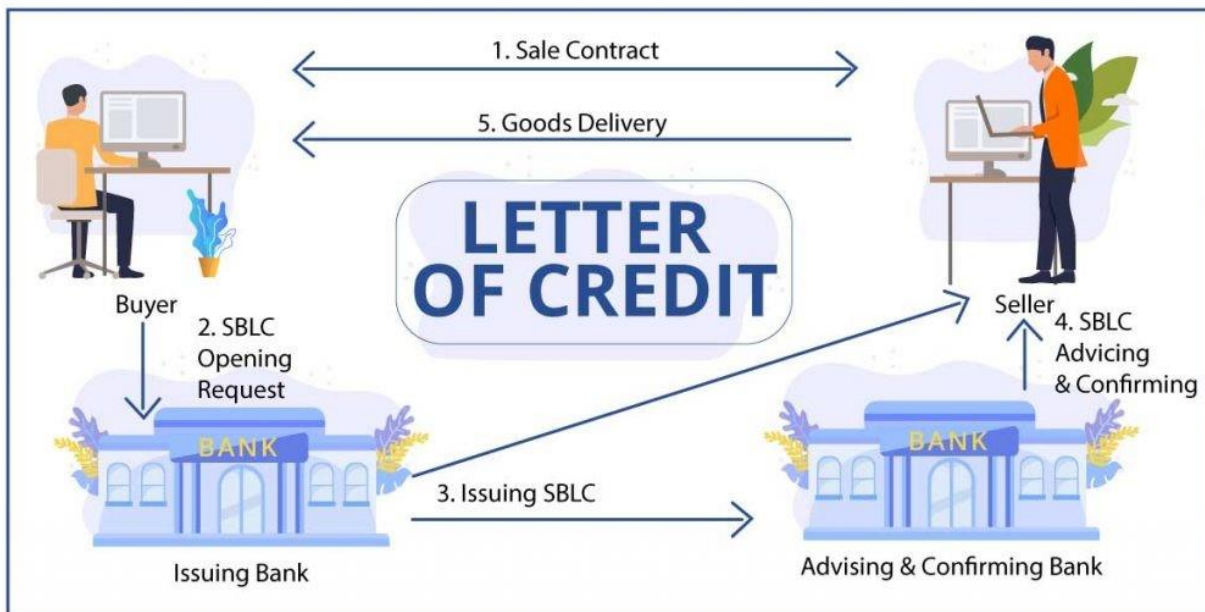 1. Sale Contract
5. Goods Delivery
LETTER
OF CREDIT
Buyer
Seller
2. SBLC
Opening
Request
4. SBLC
Advicing
& Confirming
BANK
BANK
3. Issuing SBLC
Issuing Bank
Advising & Confirming Bank